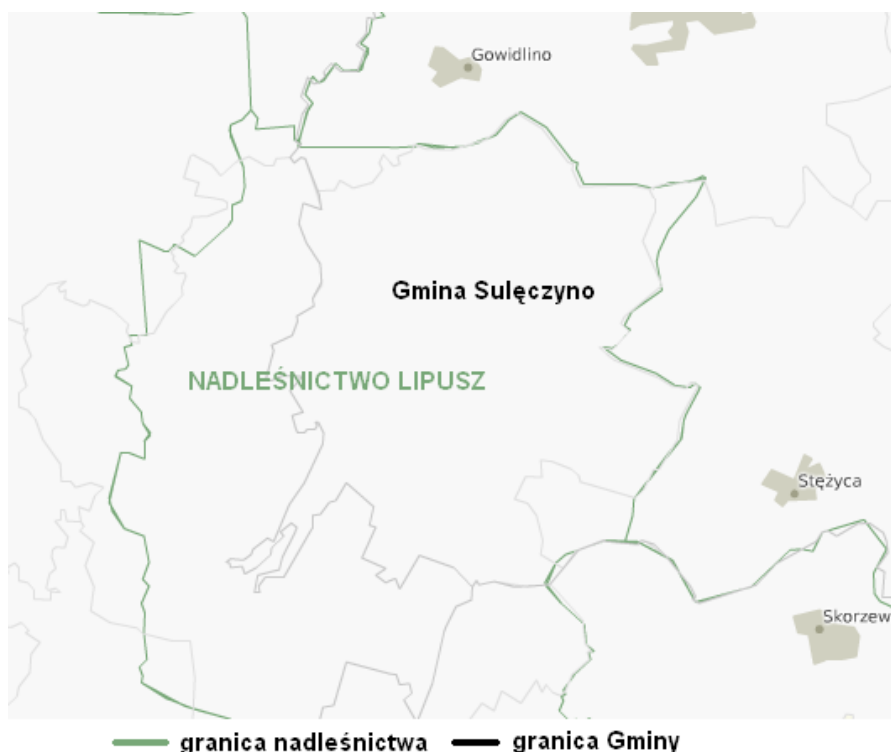 Gowidlino
Gmina Sulęczyno
NADLEŚNICTWO LIPUSZ
Stężyca
Skorzew
granica nadleśnictwa
granica Gminy